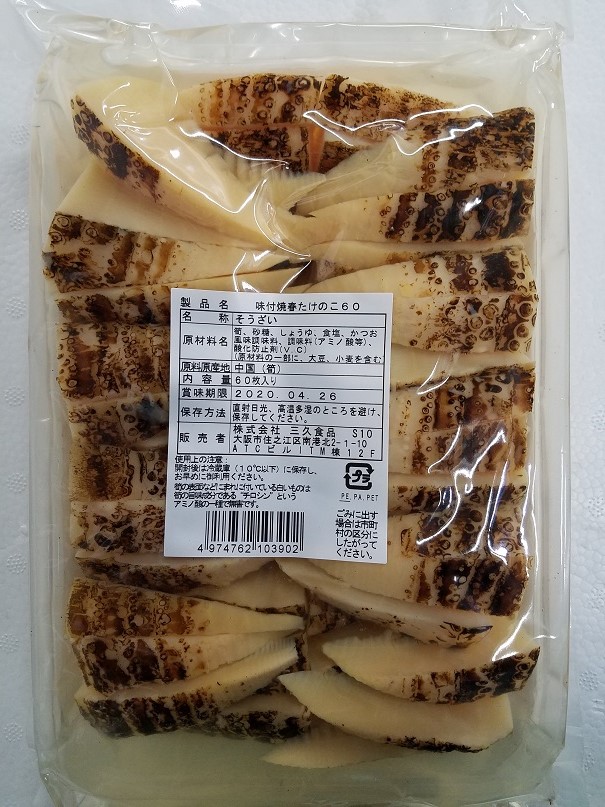 製品名 味付焼春たけのこ60
名称 そうざい
原材料名 筍、砂糖、しょうゆ、食塩、かつお
風味調味料、調味料(アミノ酸等)、
酸化防止剤(V.C)
(原材料の一部に、大豆、小麦を含む)
原料原産地 中国(筍)
内容量 60枚入り
賞味期限 2020.04.26
保存方法 直射日光、高温多湿のところを避け、
保存してください。
販売者 株式会社 三久食品 S10
大阪市住之江区南港北2-1-10
ATCビルITM棟12F
使用上の注意:
開封後は冷蔵庫(10℃以下)に保存し、
お早めに御利用ください。
筍の表面などにまれに付いている白いものは
筍の旨味成分である“チロシン”という
アミノ酸の一種で無害です。
プラ
PE,PA,PET
ごみに出す
場合は市町
村の区分に
したがって
ください。
4 974762 103902